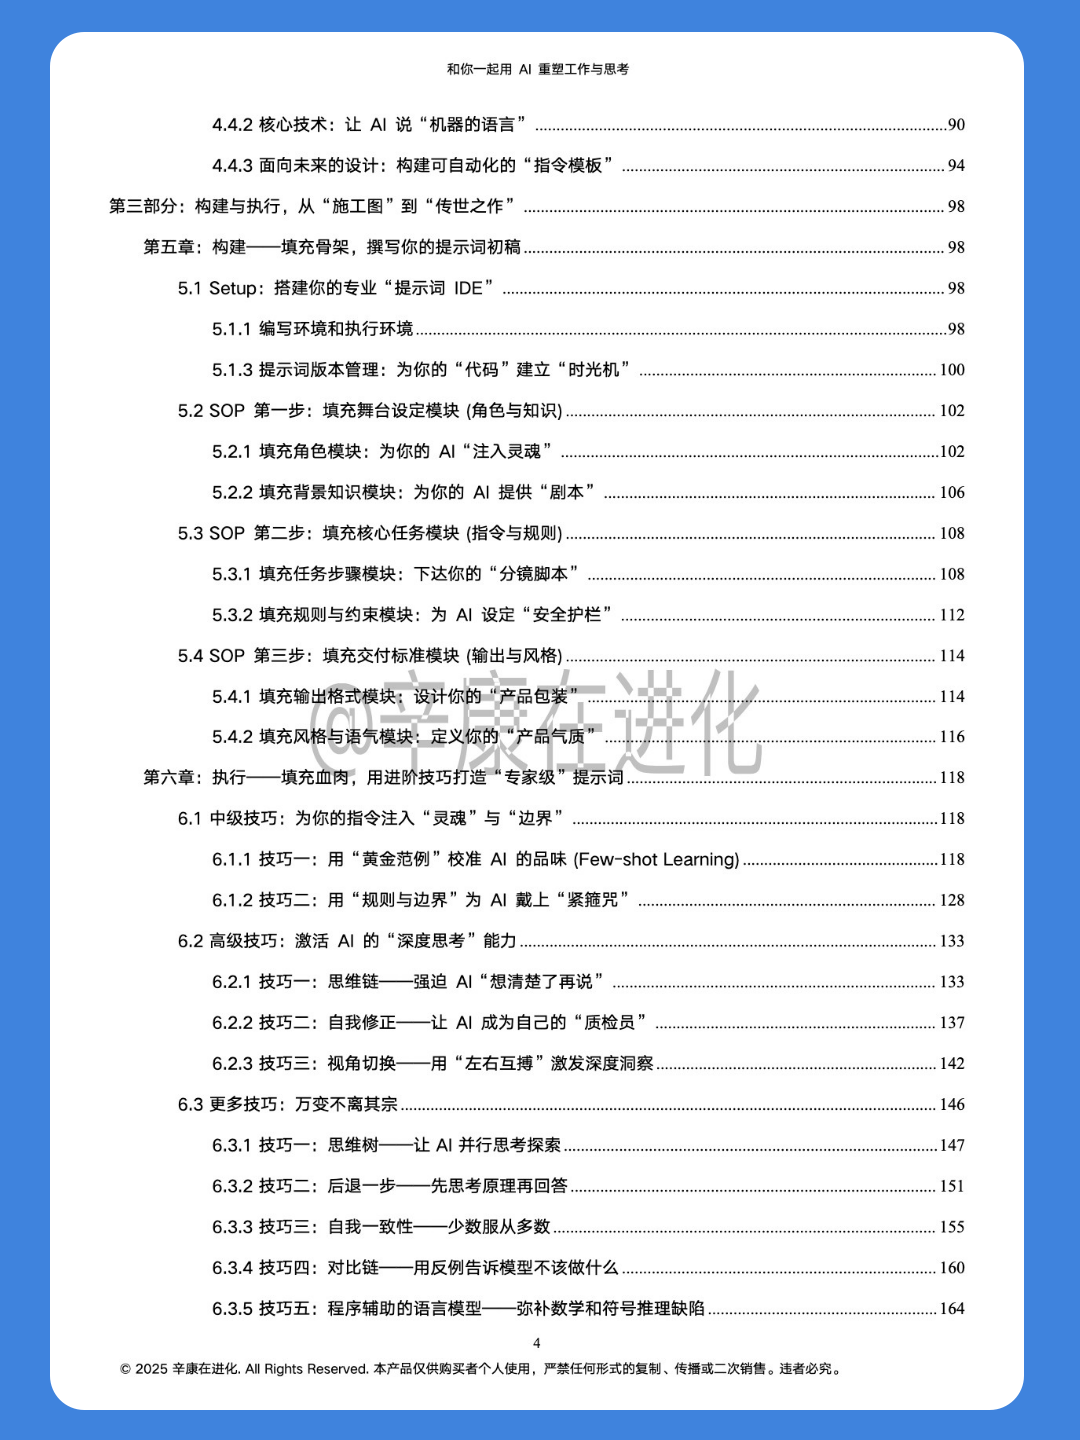 和你一起用 AI 重塑工作与思考
4.4.2 核心技术：让 AI 说“机器的语言” 90
4.4.3 面向未来的设计：构建可自动化的“指令模板” 94
第三部分：构建与执行，从“施工图”到“传世之作” 98
第五章：构建——填充骨架，撰写你的提示词初稿 98
5.1 Setup：搭建你的专业“提示词 IDE” 98
5.1.1 编写环境和执行环境 98
5.1.3 提示词版本管理：为你的“代码”建立“时光机” 100
5.2 SOP 第一步：填充舞台设定模块 (角色与知识) 102
5.2.1 填充角色模块：为你的 AI“注入灵魂” 102
5.2.2 填充背景知识模块：为你的 AI 提供“剧本” 106
5.3 SOP 第二步：填充核心任务模块 (指令与规则) 108
5.3.1 填充任务步骤模块：下达你的“分镜脚本” 108
5.3.2 填充规则与约束模块：为 AI 设定“安全护栏” 112
5.4 SOP 第三步：填充交付标准模块 (输出与风格) 114
5.4.1 填充输出格式模块：设计你的“产品包装” 114
@辛康在进化
5.4.2 填充风格与语气模块：定义你的“产品气质” 116
第六章：执行——填充血肉，用进阶技巧打造“专家级”提示词 118
6.1 中级技巧：为你的指令注入“灵魂”与“边界” 118
6.1.1 技巧一：用“黄金范例”校准 AI 的品味 (Few-shot Learning) 118
6.1.2 技巧二：用“规则与边界”为 AI 戴上“紧箍咒” 128
6.2 高级技巧：激活 AI 的“深度思考”能力 133
6.2.1 技巧一：思维链——强迫 AI“想清楚了再说” 133
6.2.2 技巧二：自我修正——让 AI 成为自己的“质检员” 137
6.2.3 技巧三：视角切换——用“左右互搏”激发深度洞察 142
6.3 更多技巧：万变不离其宗 146
6.3.1 技巧一：思维树——让 AI 并行思考探索 147
6.3.2 技巧二：后退一步——先思考原理再回答 151
6.3.3 技巧三：自我一致性——少数服从多数 155
6.3.4 技巧四：对比链——用反例告诉模型不该做什么 160
6.3.5 技巧五：程序辅助的语言模型——弥补数学和符号推理缺陷 164
4
© 2025 辛康在进化. All Rights Reserved. 本产品仅供购买者个人使用，严禁任何形式的复制、传播或二次销售。违者必究。